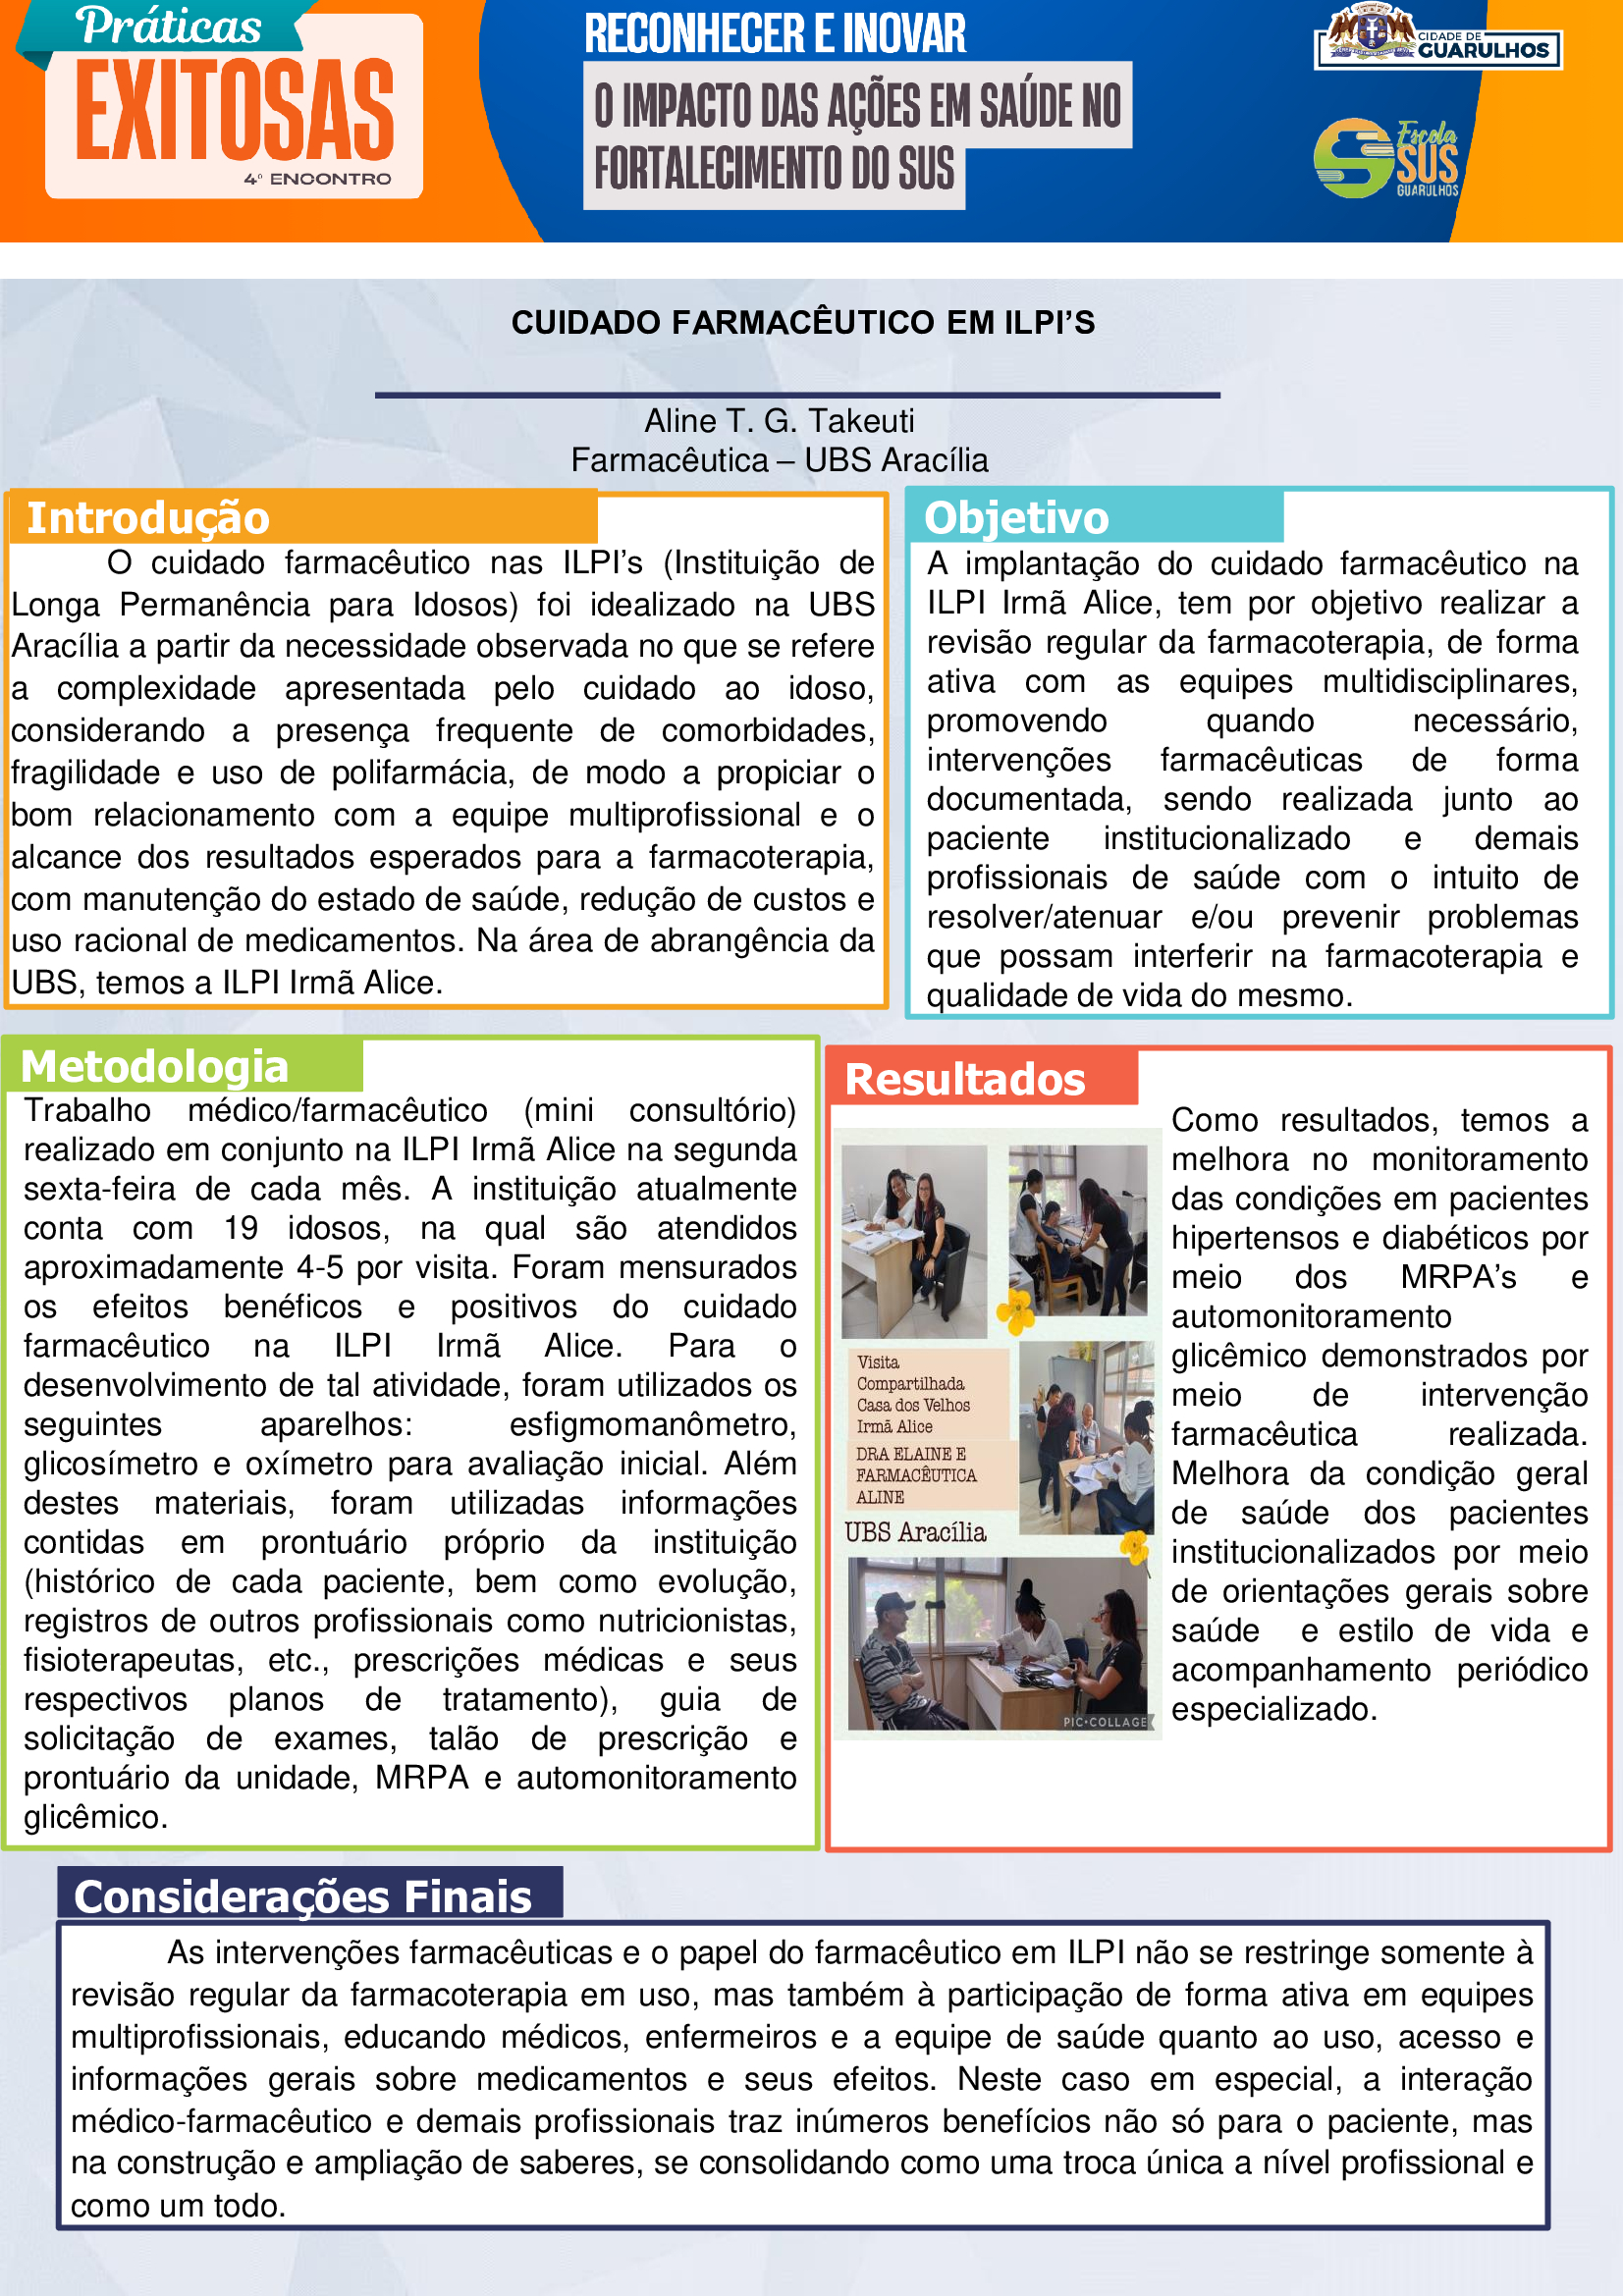 Práticas
EXITOSAS
4º ENCONTRO
RECONHECER E INOVAR
O IMPACTO DAS AÇÕES EM SAÚDE NO
FORTALECIMENTO DO SUS
CIDADE DE
GUARULHOS
Escola
SUS
GUARULHOS
CUIDADO FARMACÊUTICO EM ILPI’S
Aline T. G. Takeuti
Farmacêutica – UBS Aracília
Introdução
O cuidado farmacêutico nas ILPI’s (Instituição de
Longa Permanência para Idosos) foi idealizado na UBS
Aracília a partir da necessidade observada no que se refere
a complexidade apresentada pelo cuidado ao idoso,
considerando a presença frequente de comorbidades,
fragilidade e uso de polifarmácia, de modo a propiciar o
bom relacionamento com a equipe multiprofissional e o
alcance dos resultados esperados para a farmacoterapia,
com manutenção do estado de saúde, redução de custos e
uso racional de medicamentos. Na área de abrangência da
UBS, temos a ILPI Irmã Alice.
Objetivo
A implantação do cuidado farmacêutico na
ILPI Irmã Alice, tem por objetivo realizar a
revisão regular da farmacoterapia, de forma
ativa com as equipes multidisciplinares,
promovendo quando necessário,
intervenções farmacêuticas de forma
documentada, sendo realizada junto ao
paciente institucionalizado e demais
profissionais de saúde com o intuito de
resolver/atenuar e/ou prevenir problemas
que possam interferir na farmacoterapia e
qualidade de vida do mesmo.
Metodologia
Trabalho médico/farmacêutico (mini consultório)
realizado em conjunto na ILPI Irmã Alice na segunda
sexta-feira de cada mês. A instituição atualmente
conta com 19 idosos, na qual são atendidos
aproximadamente 4-5 por visita. Foram mensurados
os efeitos benéficos e positivos do cuidado
farmacêutico na ILPI Irmã Alice. Para o
desenvolvimento de tal atividade, foram utilizados os
seguintes aparelhos: esfigmomanômetro,
glicosímetro e oxímetro para avaliação inicial. Além
destes materiais, foram utilizadas informações
contidas em prontuário próprio da instituição
(histórico de cada paciente, bem como evolução,
registros de outros profissionais como nutricionistas,
fisioterapeutas, etc., prescrições médicas e seus
respectivos planos de tratamento), guia de
solicitação de exames, talão de prescrição e
prontuário da unidade, MRPA e automonitoramento
glicêmico.
Resultados
Visita
Compartilhada
Casa dos Velhos
Irmã Alice
DRA ELAINE E
FARMACÊUTICA
ALINE
UBS Aracília
PIC•COLLAGE
Como resultados, temos a
melhora no monitoramento
das condições em pacientes
hipertensos e diabéticos por
meio dos MRPA’s e
automonitoramento
glicêmico demonstrados por
meio de intervenção
farmacêutica realizada.
Melhora da condição geral
de saúde dos pacientes
institucionalizados por meio
de orientações gerais sobre
saúde e estilo de vida e
acompanhamento periódico
especializado.
Considerações Finais
As intervenções farmacêuticas e o papel do farmacêutico em ILPI não se restringe somente à
revisão regular da farmacoterapia em uso, mas também à participação de forma ativa em equipes
multiprofissionais, educando médicos, enfermeiros e a equipe de saúde quanto ao uso, acesso e
informações gerais sobre medicamentos e seus efeitos. Neste caso em especial, a interação
médico-farmacêutico e demais profissionais traz inúmeros benefícios não só para o paciente, mas
na construção e ampliação de saberes, se consolidando como uma troca única a nível profissional e
como um todo.